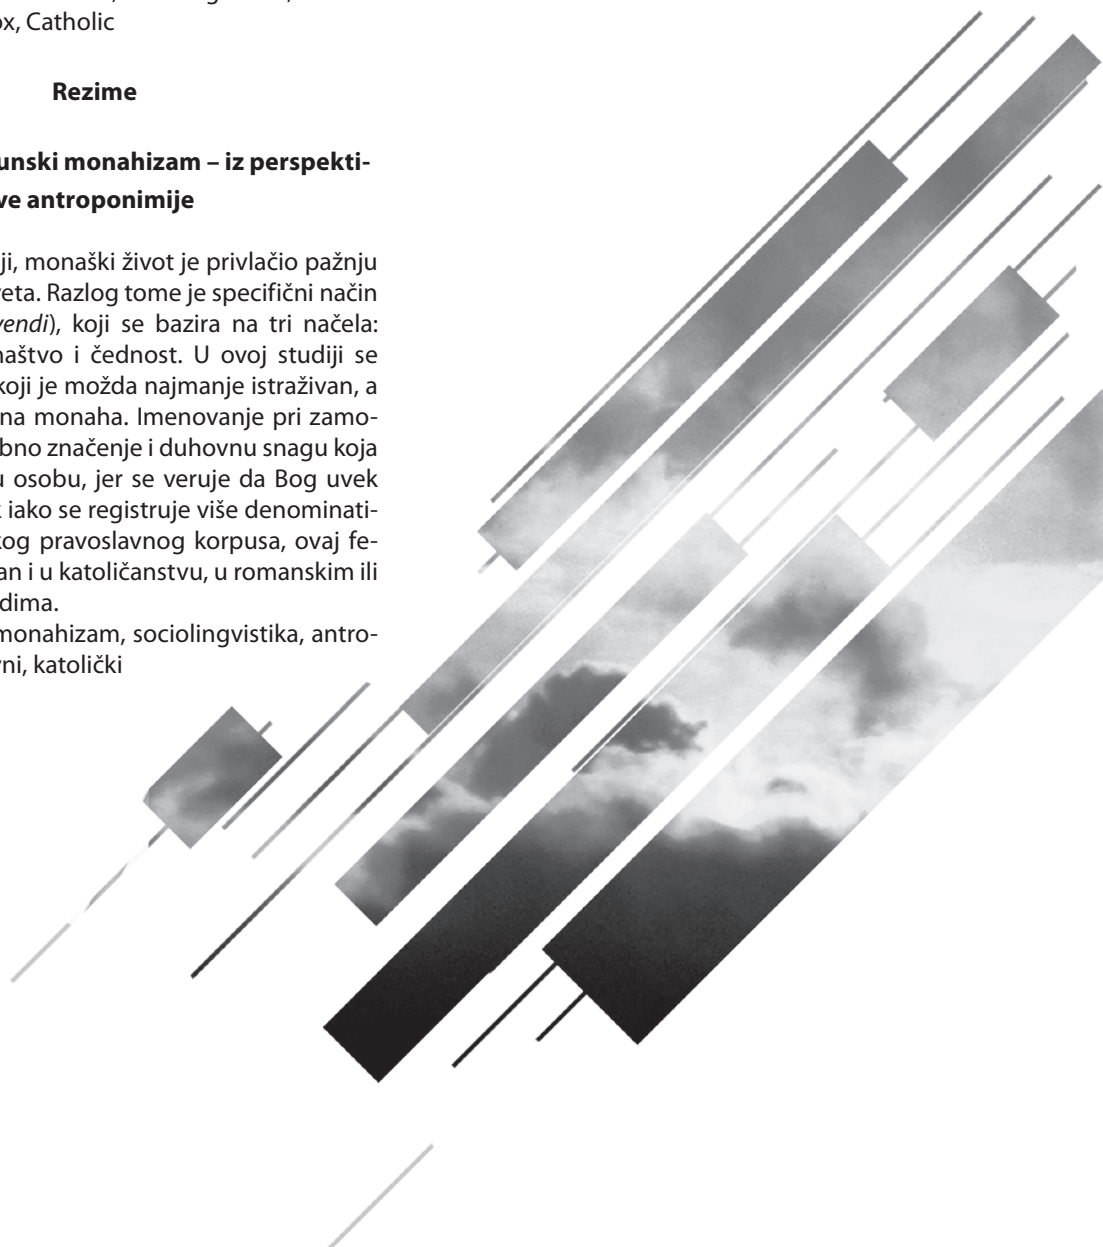 ox, Catholic
Rezime
unski monahizam – iz perspekti-
ve antroponimije
ji, monaški život je privlačio pažnju
veta. Razlog tome je specifični način
vendi), koji se bazira na tri načela:
naštvo i čednost. U ovoj studiji se
koji je možda najmanje istraživan, a
na monaha. Imenovanje pri zamo-
bno značenje i duhovnu snagu koja
u osobu, jer se veruje da Bog uvek
k iako se registruje više denominati-
kog pravoslavnog korpusa, ovaj fe-
an i u katoličanstvu, u romanskim ili
dima.
monahizam, sociolingvistika, antro-
vni, katolički